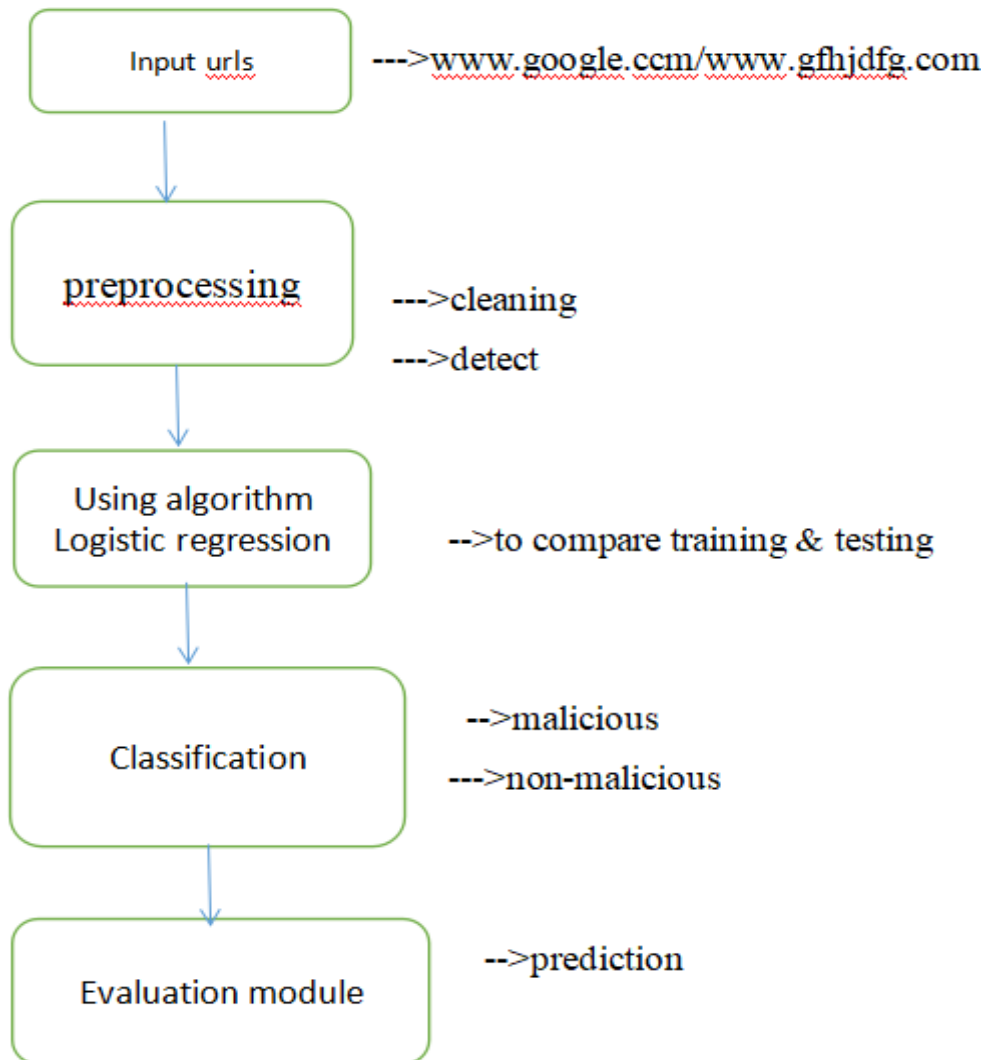 Input urls
--->www.google.ccm/www.gfhjdfg.com
preprocessing
--->cleaning
--->detect
Using algorithm
Logistic regression
-->to compare training & testing
Classification
-->malicious
--->non-malicious
Evaluation module
-->prediction